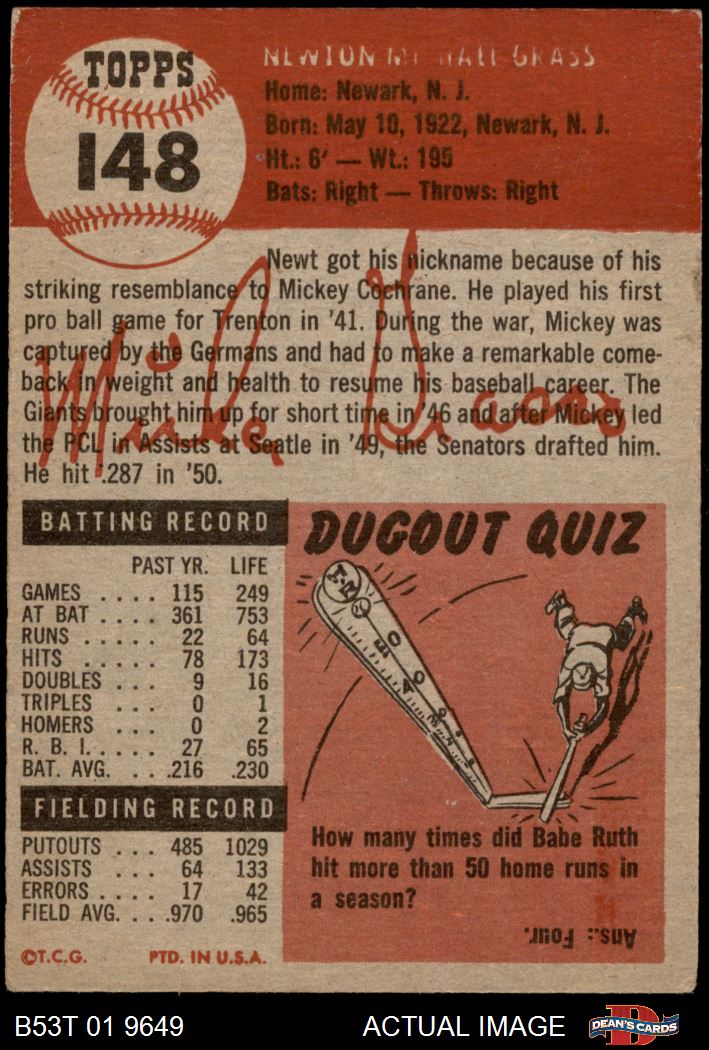 TOPPS
148
NEWTON MI HALL GRASS
Home: Newark, N. J.
Born: May 10, 1922, Newark, N. J.
Ht.: 6' — Wt.: 195
Bats: Right — Throws: Right
Newt got his nickname because of his
striking resemblance to Mickey Cochrane. He played his first
pro ball game for Trenton in '41. During the war, Mickey was
captured by the Germans and had to make a remarkable come-
back in weight and health to resume his baseball career. The
Giants brought him up for short time in '46 and after Mickey led
the PCL in Assists at Seatle in '49, the Senators drafted him.
He hit .287 in '50.
Mickey Grasso
BATTING RECORD
PAST YR. LIFE
GAMES .... 115 249
AT BAT .... 361 753
RUNS ..... 22 64
HITS ..... 78 173
DOUBLES ... 9 16
TRIPLES ... 0 1
HOMERS ... 0 2
R. B. I. .... 27 65
BAT. AVG. ... .216 .230
FIELDING RECORD
PUTOUTS ... 485 1029
ASSISTS ... 64 133
ERRORS .... 17 42
FIELD AVG. ... .970 .965
©T.C.G. PTD. IN U.S.A.
DUGOUT QUIZ
How many times did Babe Ruth
hit more than 50 home runs in
a season?
Ans.: Four.
B53T 01 9649 ACTUAL IMAGE DEAN'S CARDS